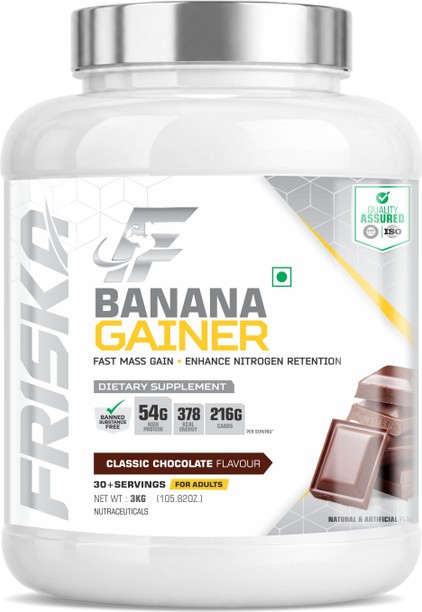 FRISKA
QUALITY
ASSURED
ISO
BANANA
GAINER
FAST MASS GAIN • ENHANCE NITROGEN RETENTION
DIETARY SUPPLEMENT
BANNED
SUBSTANCE
FREE
54G
HIGH
PROTEIN
378
KCAL
ENERGY
216G
CARBS
PER SERVING*
CLASSIC CHOCOLATE FLAVOUR
30+SERVINGS FOR ADULTS
NET WT : 3KG (105.82OZ.)
NUTRACEUTICALS
NATURAL & ARTIFICIAL